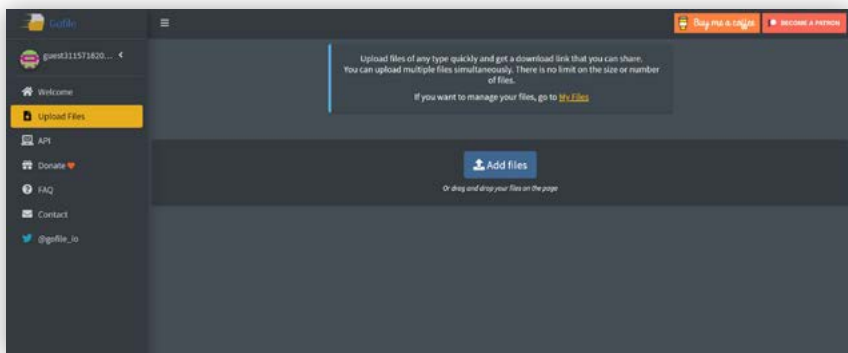 Gofile
Buy me a coffee
BECOME A PATRON
guest311571820...
Welcome
Upload Files
API
Donate
FAQ
Contact
@gofile_io
Upload files of any type quickly and get a download link that you can share.
You can upload multiple files simultaneously. There is no limit on the size or number
of files.
If you want to manage your files, go to My Files
Add files
Or drag and drop your files on the page